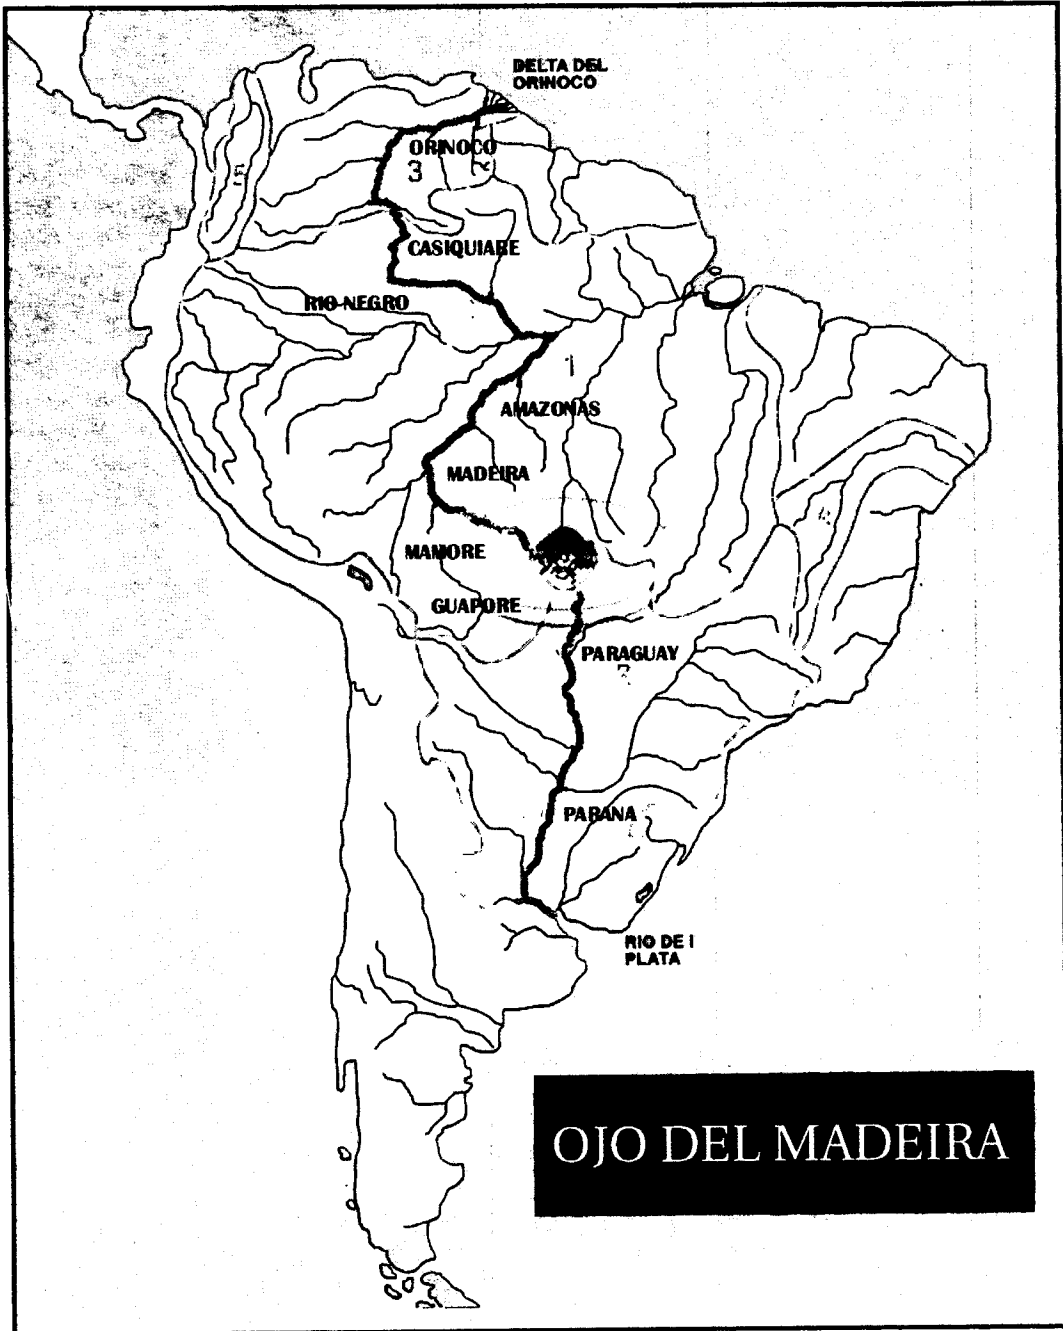 DELTA DEL
ORINOCO
ORINOCO
3
2
CASIQUIARE
RIO NEGRO
1
AMAZONAS
MADEIRA
MAMORE
GUAPORE
PARAGUAY
PARANA
RIO DE l
PLATA
OJO DEL MADEIRA